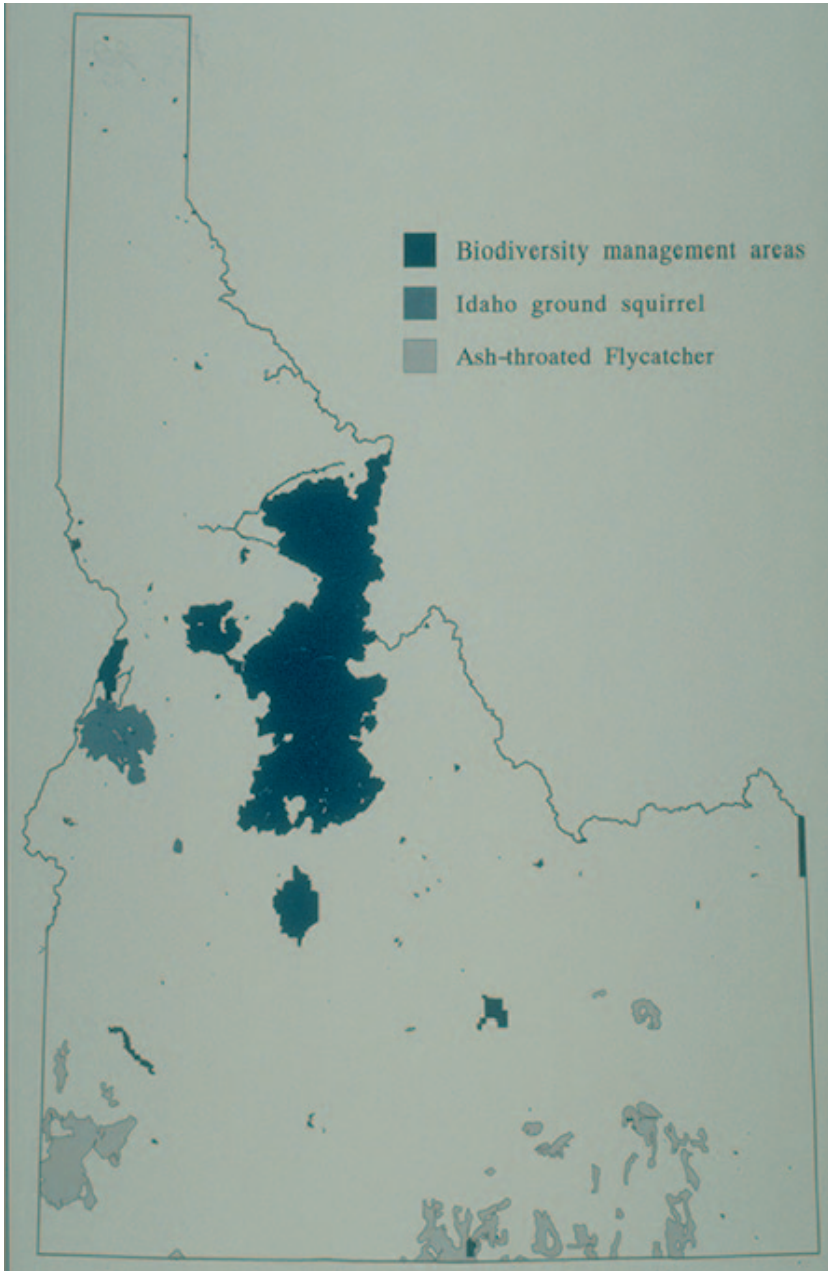 Biodiversity management areas
Idaho ground squirrel
Ash-throated Flycatcher